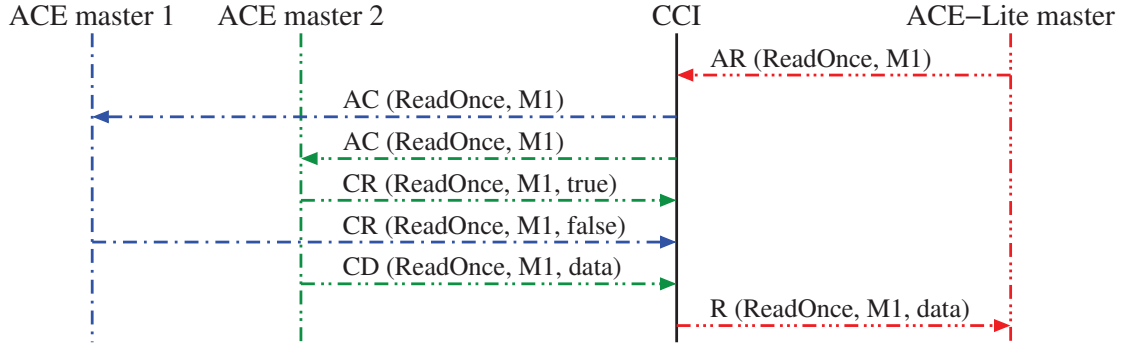 ACE master 1 ACE master 2 CCI ACE−Lite master
AR (ReadOnce, M1)
AC (ReadOnce, M1)
AC (ReadOnce, M1)
CR (ReadOnce, M1, true)
CR (ReadOnce, M1, false)
CD (ReadOnce, M1, data)
R (ReadOnce, M1, data)